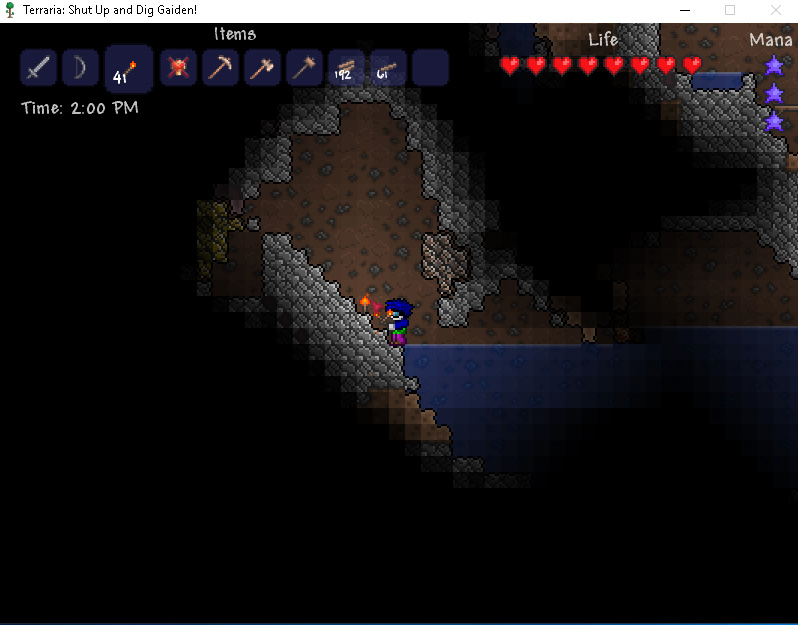 Terraria: Shut Up and Dig Gaiden!
Items
Life
Mana
41
192
61
Time: 2:00 PM